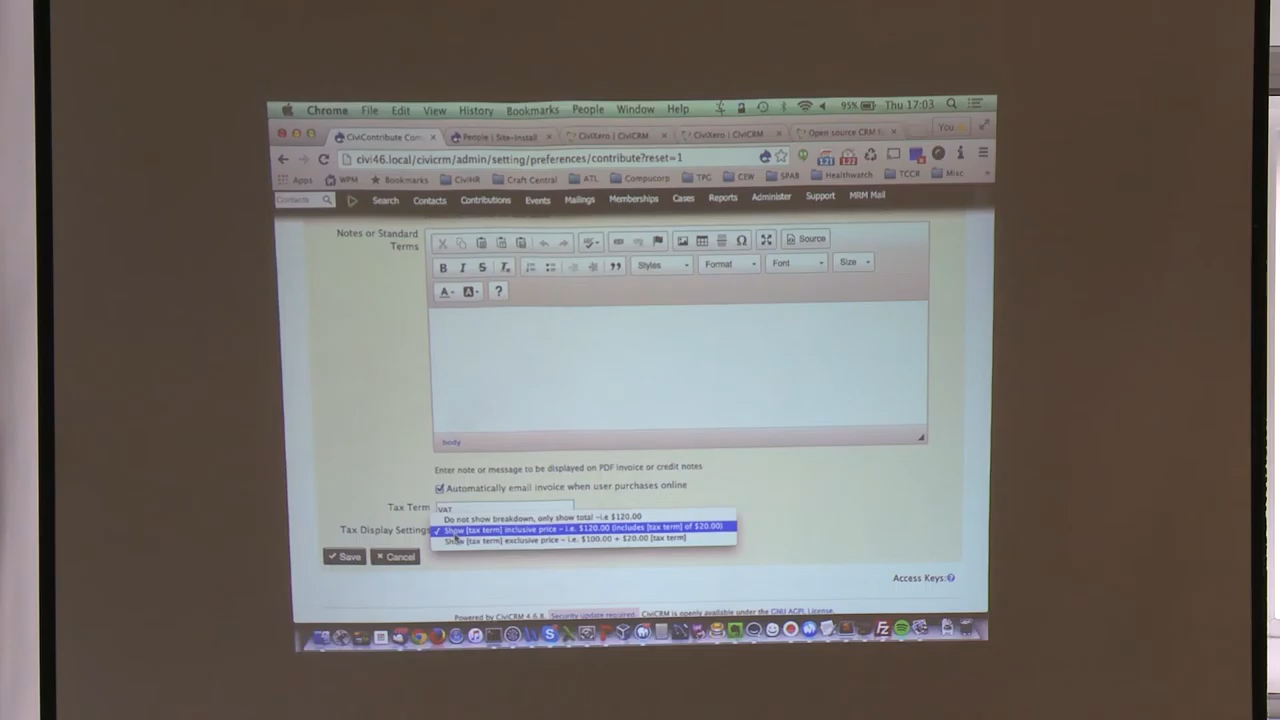 Chrome File Edit View History Bookmarks People Window Help 95% Thu 17:03
CiviContribute Com × People | Site-Install × CiviXero | CiviCRM × CiviXero | CiviCRM × Open source CRM × You
civi46.local/civicrm/admin/setting/preferences/contribute?reset=1
Apps WPM Bookmarks CiviHR Craft Central ATL Compucorp TPG CEW SPAB Healthwatch TCCR Misc
Contacts Search Contacts Contributions Events Mailings Memberships Cases Reports Administer Support MRM Mail
Notes or Standard
Terms
Source
B I S Tx Styles Format Font Size
A A ?
body
Enter note or message to be displayed on PDF invoice or credit notes
Automatically email invoice when user purchases online
Tax Term VAT
Do not show breakdown, only show total -i.e $120.00
Tax Display Settings ✓ Show [tax term] inclusive price - i.e. $120.00 (includes [tax term] of $20.00)
Show [tax term] exclusive price - i.e. $100.00 + $20.00 [tax term]
✓ Save × Cancel
Access Keys: ?
Powered by CiviCRM 4.6.8. Security update required. CiviCRM is openly available under the GNU AGPL License.